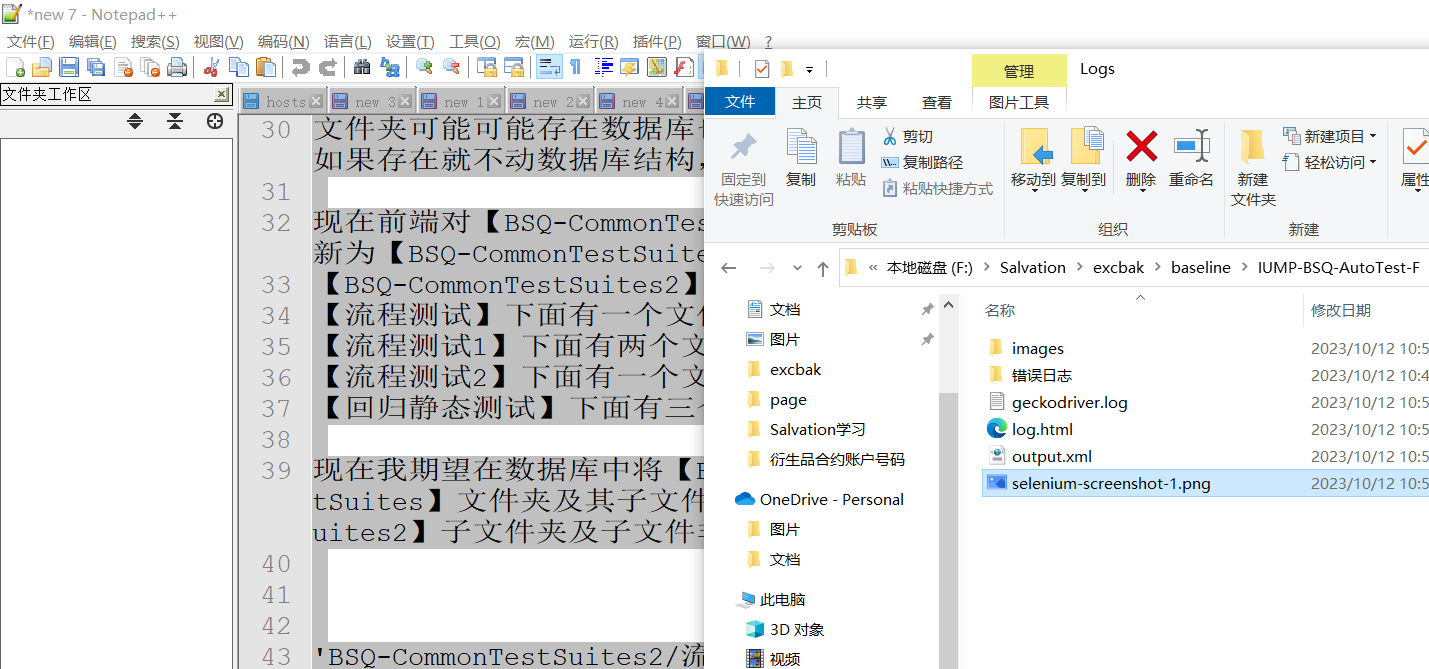 *new 7 - Notepad++
文件(F) 编辑(E) 搜索(S) 视图(V) 编码(N) 语言(L) 设置(T) 工具(O) 宏(M) 运行(R) 插件(P) 窗口(W) ?
文件夹工作区
hosts new 3 new 1 new 2 new 4
30 文件夹可能可能存在数据库
如果存在就不动数据库结构，
31
32 现在前端对【BSQ-CommonTes
新为【BSQ-CommonTestSuite
33 【BSQ-CommonTestSuites2】
34 【流程测试】下面有一个文
35 【流程测试1】下面有两个文
36 【流程测试2】下面有一个文
37 【回归静态测试】下面有三
38
39 现在我期望在数据库中将【
tSuites】文件夹及其子文件
uites2】子文件夹及子文件
40
41
42
43 'BSQ-CommonTestSuites2/流
管理 Logs
文件 主页 共享 查看 图片工具
固定到
快速访问
复制
粘贴
剪切
复制路径
粘贴快捷方式
剪贴板
移动到 复制到 删除 重命名
组织
新建
文件夹
新建项目
轻松访问
新建
属性
« 本地磁盘 (F:) > Salvation > excbak > baseline > IUMP-BSQ-AutoTest-F
文档
图片
excbak
page
Salvation学习
衍生品合约账户号码
OneDrive - Personal
图片
文档
此电脑
3D 对象
视频
名称 修改日期
images 2023/10/12 10:5
错误日志 2023/10/12 10:4
geckodriver.log 2023/10/12 10:5
log.html 2023/10/12 10:5
output.xml 2023/10/12 10:5
selenium-screenshot-1.png 2023/10/12 10:5